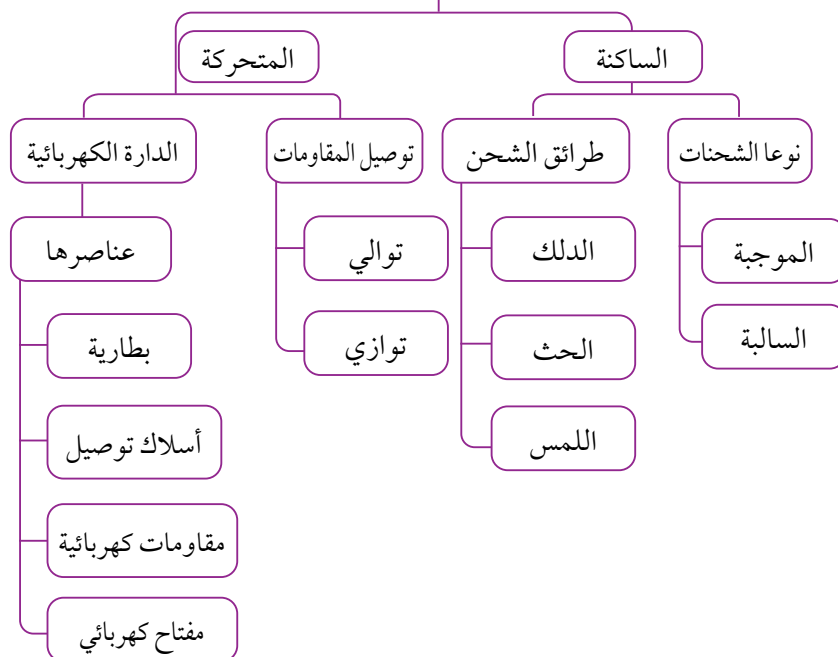 الساكنة
المتحركة
نوعا الشحنات
طرائق الشحن
توصيل المقاومات
الدارة الكهربائية
الموجبة
السالبة
الدلك
الحث
اللمس
توالي
توازي
عناصرها
بطارية
أسلاك توصيل
مقاومات كهربائية
مفتاح كهربائي